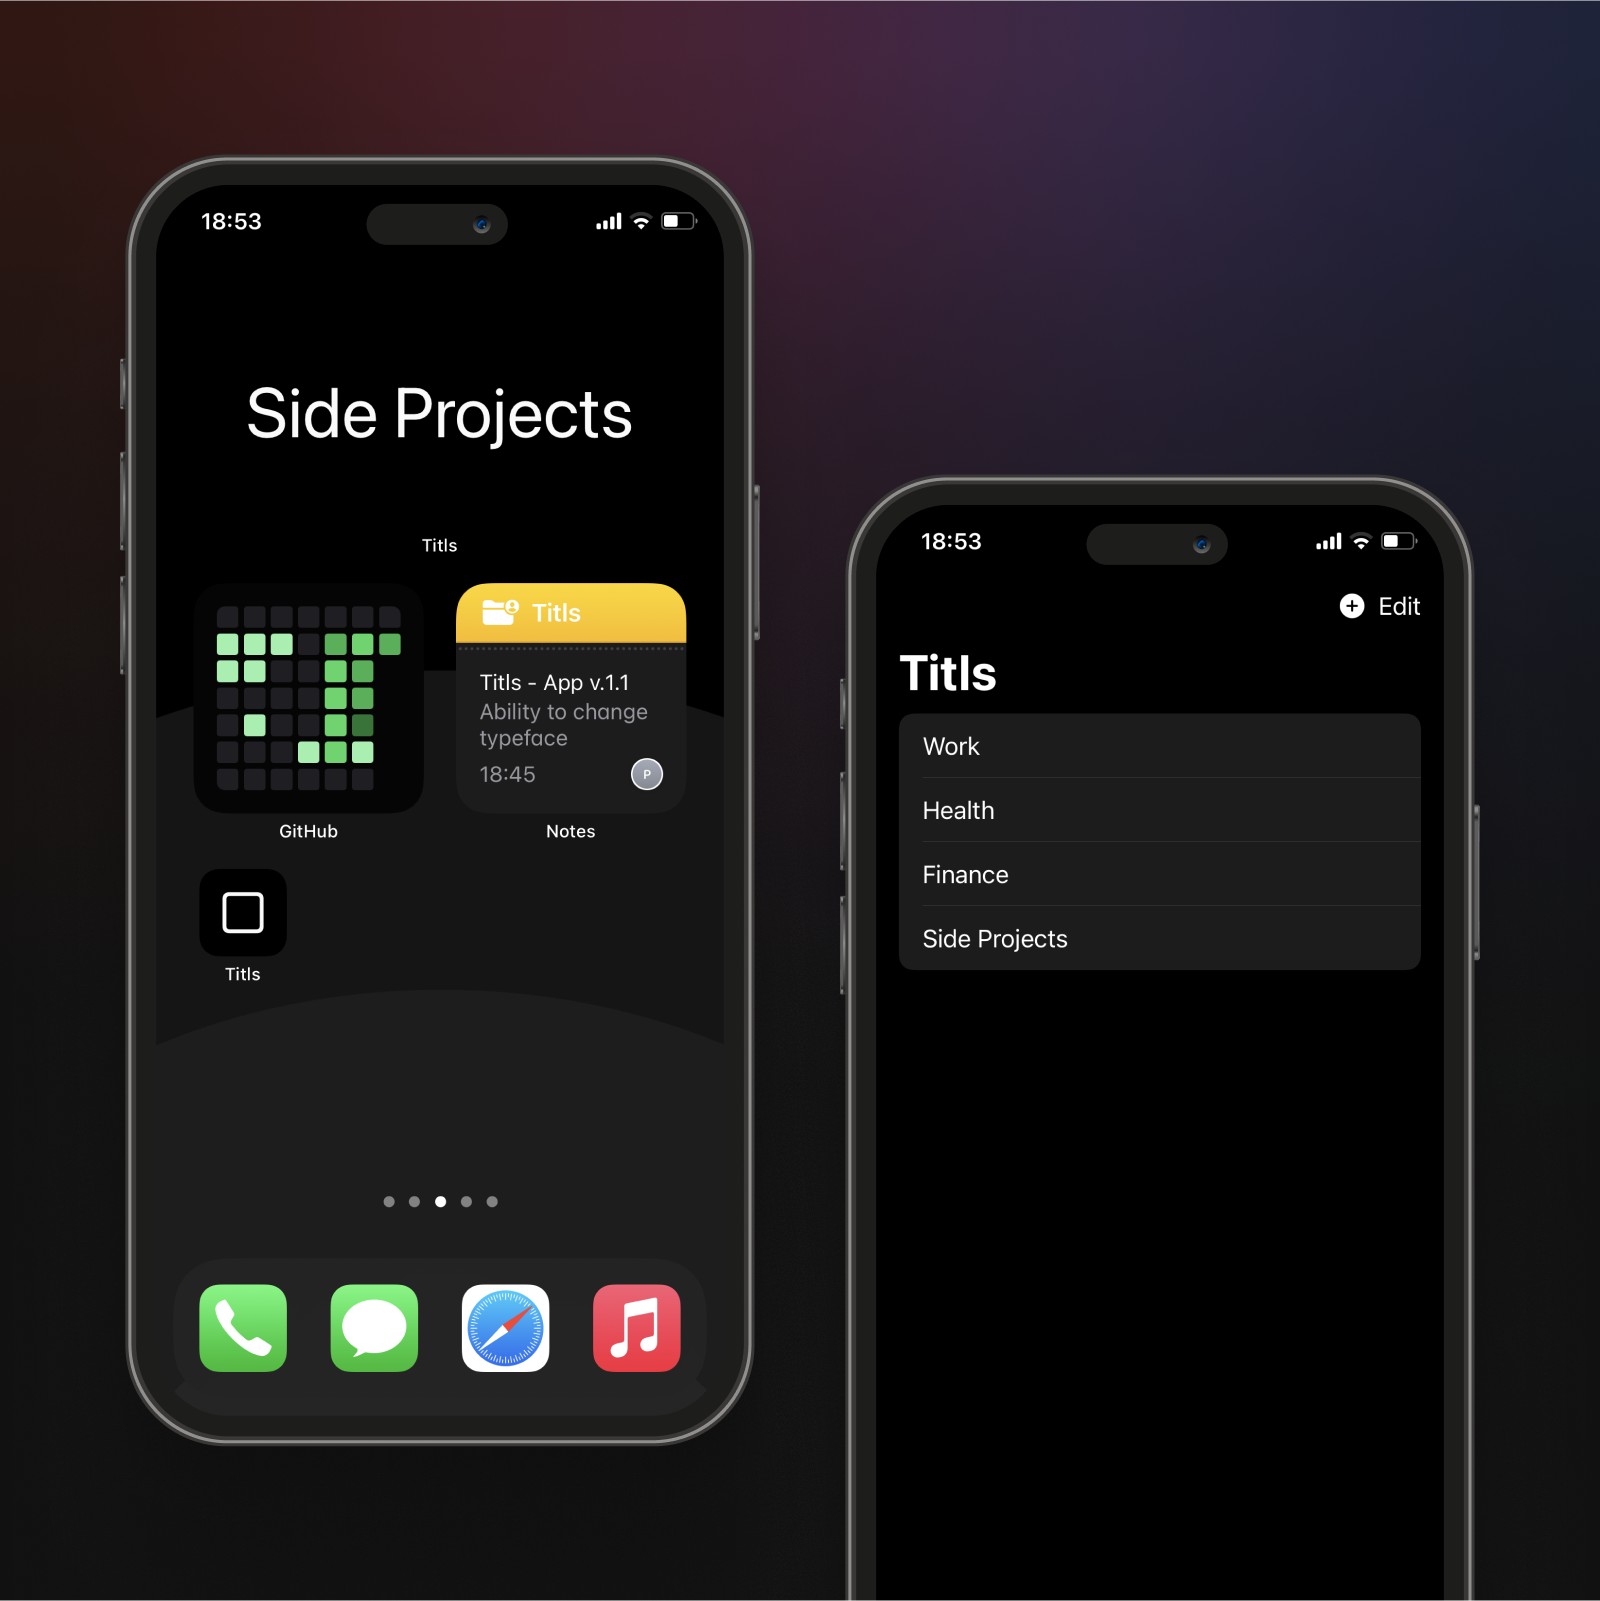 18:53
Side Projects
Titls
Titls
Titls - App v.1.1
Ability to change
typeface
18:45
P
GitHub
Notes
Titls
18:53
Edit
Titls
Work
Health
Finance
Side Projects